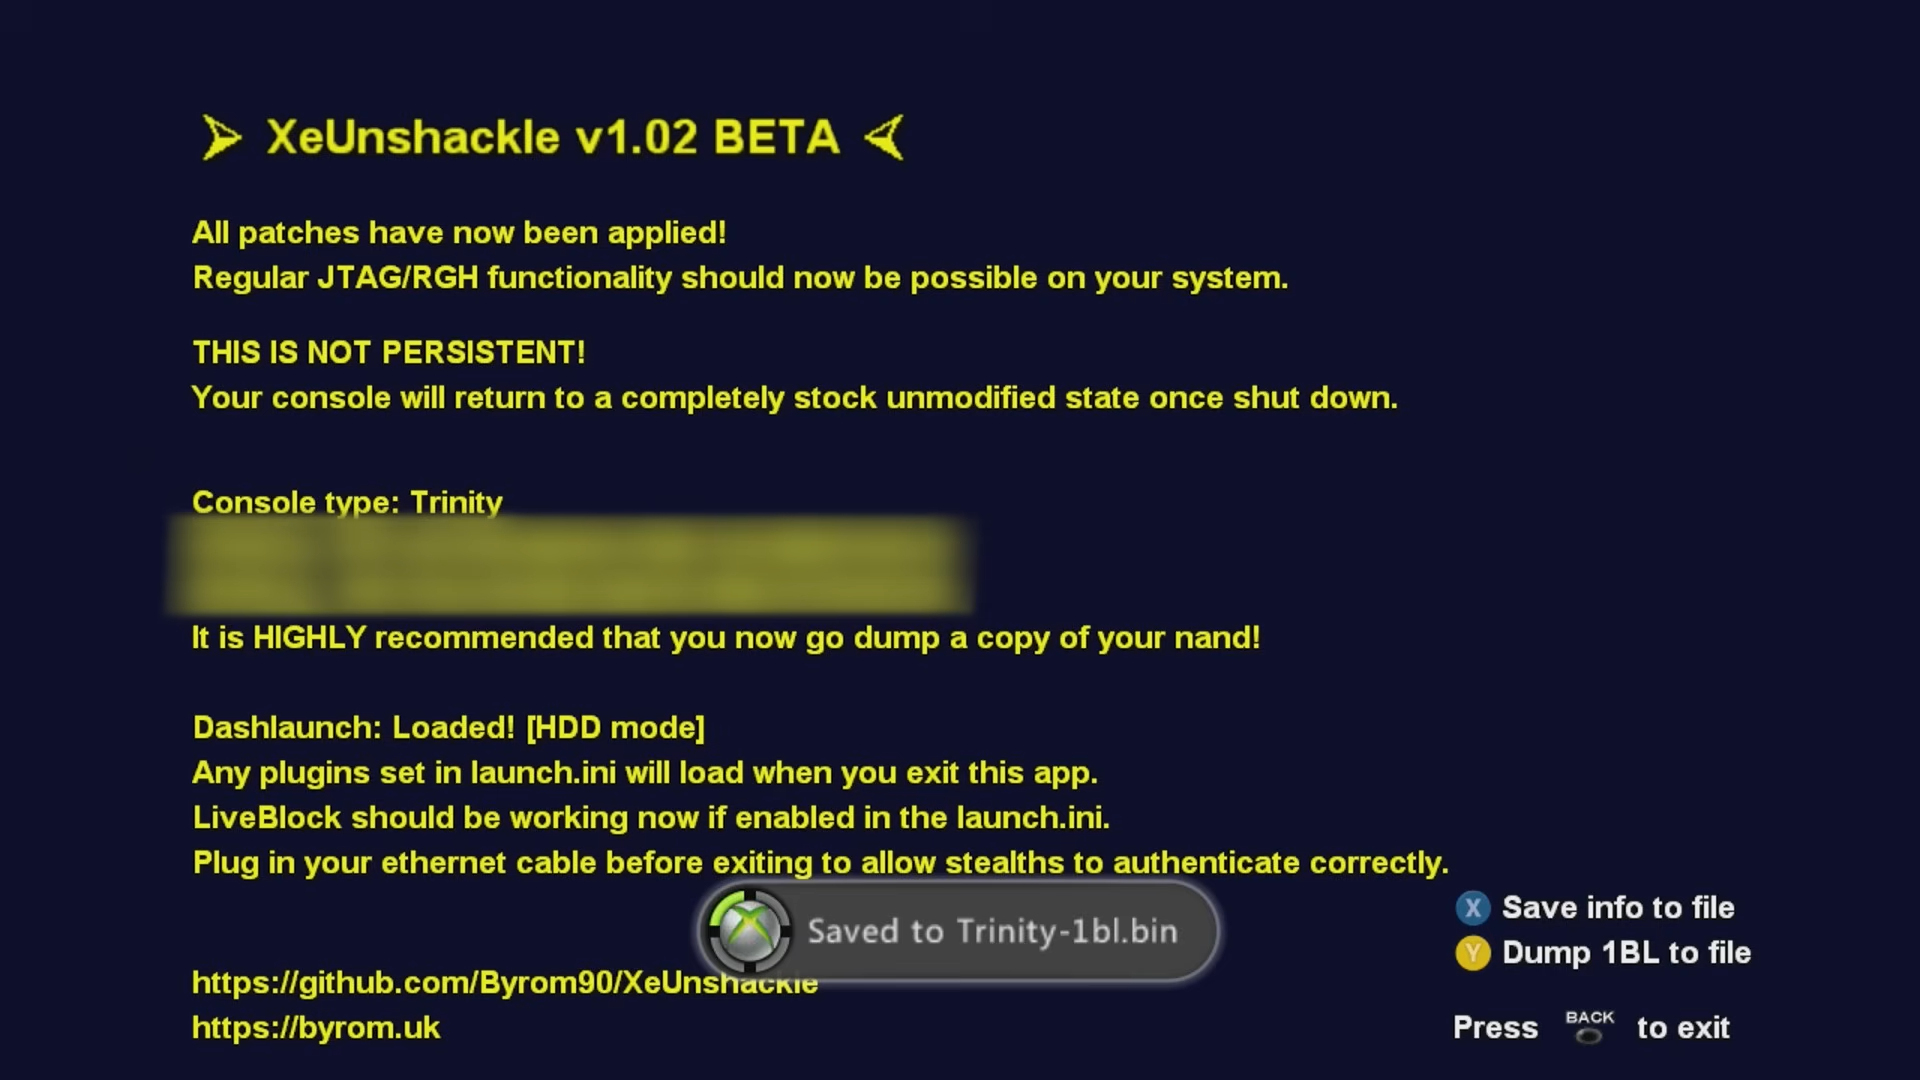 XeUnshackle v1.02 BETA
All patches have now been applied!
Regular JTAG/RGH functionality should now be possible on your system.
THIS IS NOT PERSISTENT!
Your console will return to a completely stock unmodified state once shut down.
Console type: Trinity
It is HIGHLY recommended that you now go dump a copy of your nand!
Dashlaunch: Loaded! [HDD mode]
Any plugins set in launch.ini will load when you exit this app.
LiveBlock should be working now if enabled in the launch.ini.
Plug in your ethernet cable before exiting to allow stealths to authenticate correctly.
X Save info to file
Saved to Trinity-1bl.bin
Y Dump 1BL to file
https://github.com/Byrom90/XeUnshackle
https://byrom.uk
Press BACK to exit